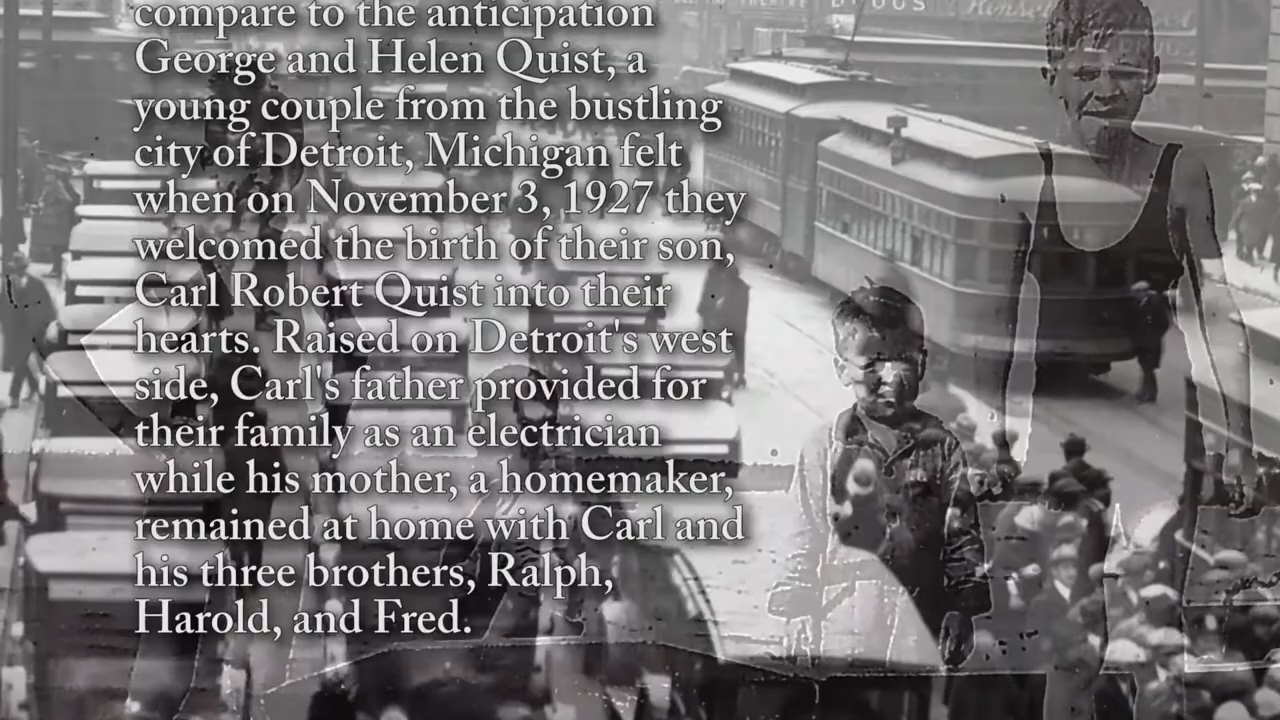 DRUGS
compare to the anticipation
George and Helen Quist, a
young couple from the bustling
city of Detroit, Michigan felt
when on November 3, 1927 they
welcomed the birth of their son,
Carl Robert Quist into their
hearts. Raised on Detroit's west
side, Carl's father provided for
their family as an electrician
while his mother, a homemaker,
remained at home with Carl and
his three brothers, Ralph,
Harold, and Fred.